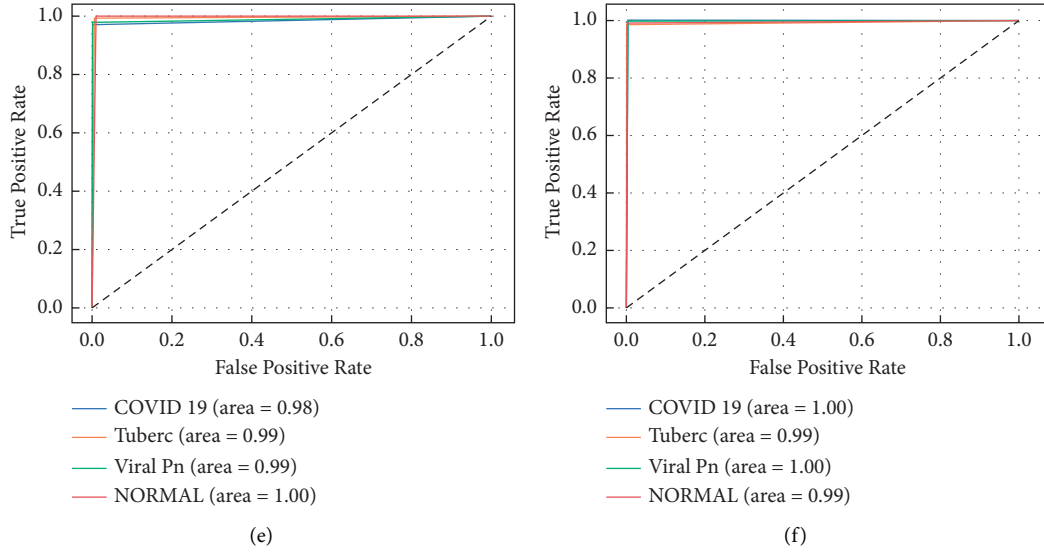 1.0
0.8
0.6
0.4
0.2
0.0
True Positive Rate
0.0 0.2 0.4 0.6 0.8 1.0
False Positive Rate
COVID 19 (area = 0.98)
Tuberc (area = 0.99)
Viral Pn (area = 0.99)
NORMAL (area = 1.00)
(e)
1.0
0.8
0.6
0.4
0.2
0.0
True Positive Rate
0.0 0.2 0.4 0.6 0.8 1.0
False Positive Rate
COVID 19 (area = 1.00)
Tuberc (area = 0.99)
Viral Pn (area = 1.00)
NORMAL (area = 0.99)
(f)